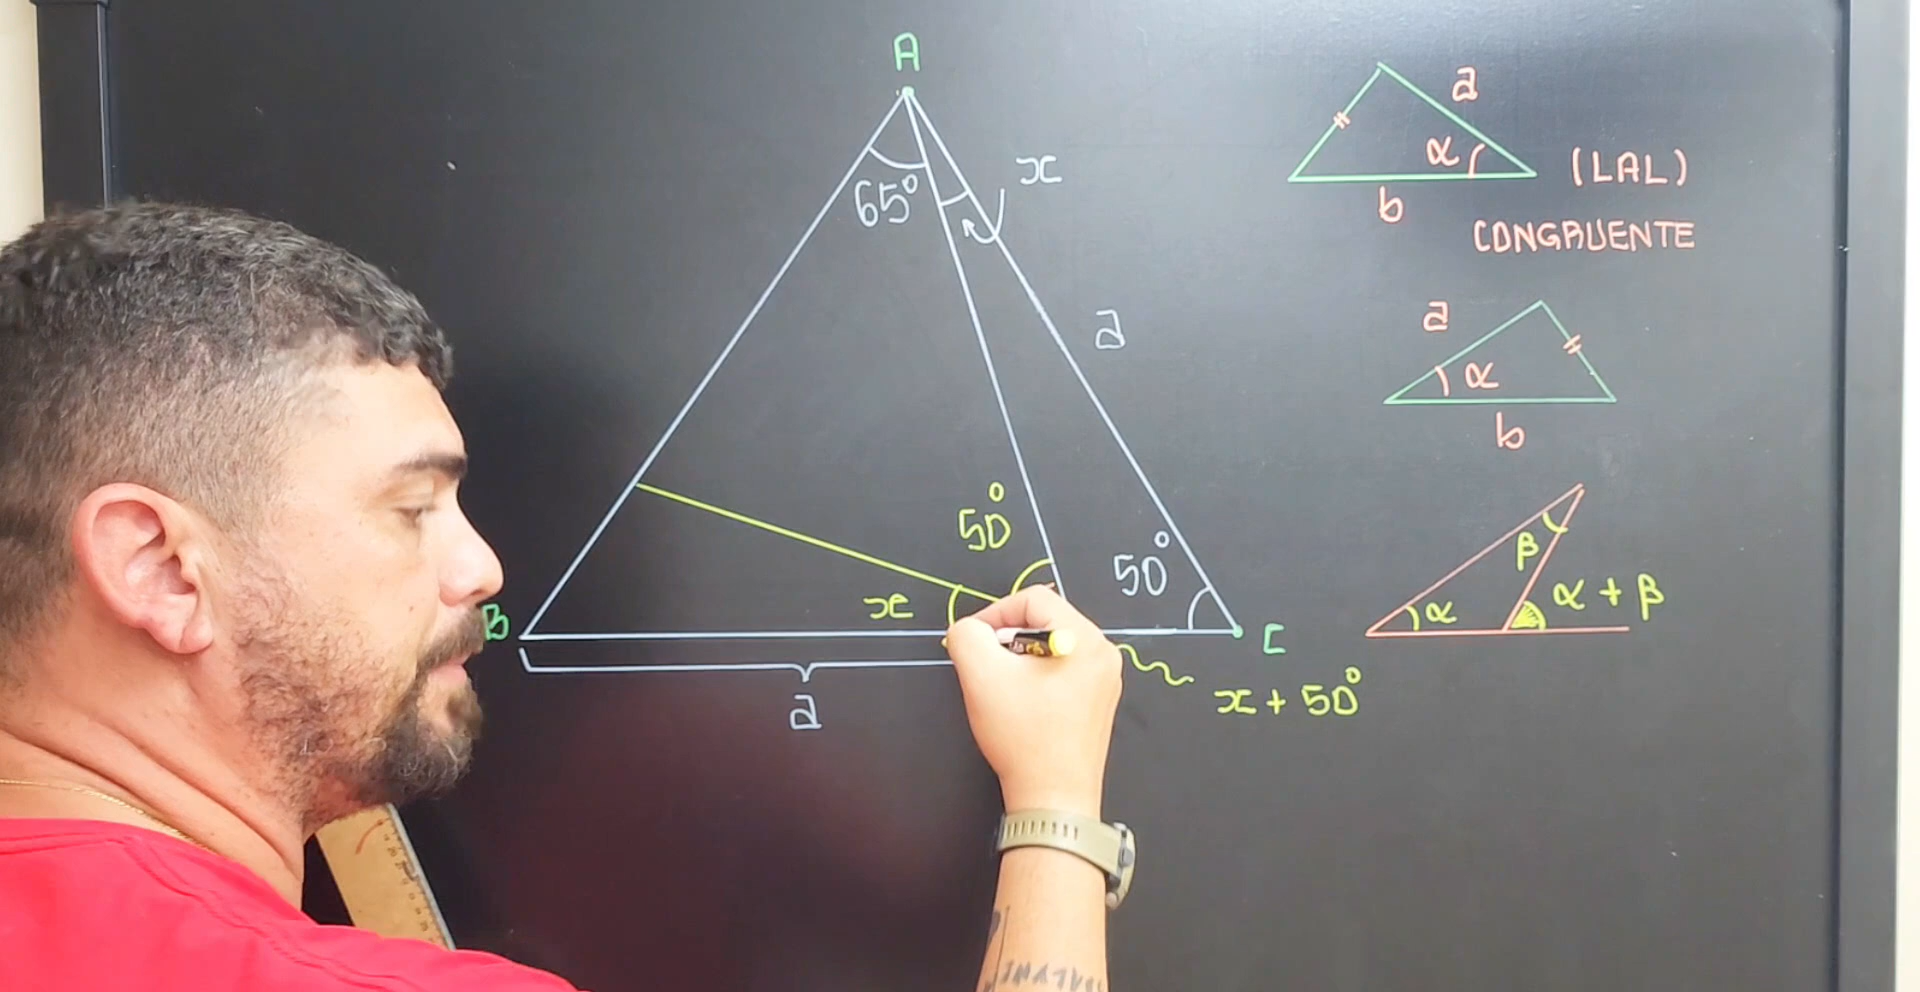 A
65°
x
a
50°
50°
x
B
C
a
x + 50°
a
α
(LAL)
b
CONGRUENTE
a
α
b
β
α
α + β